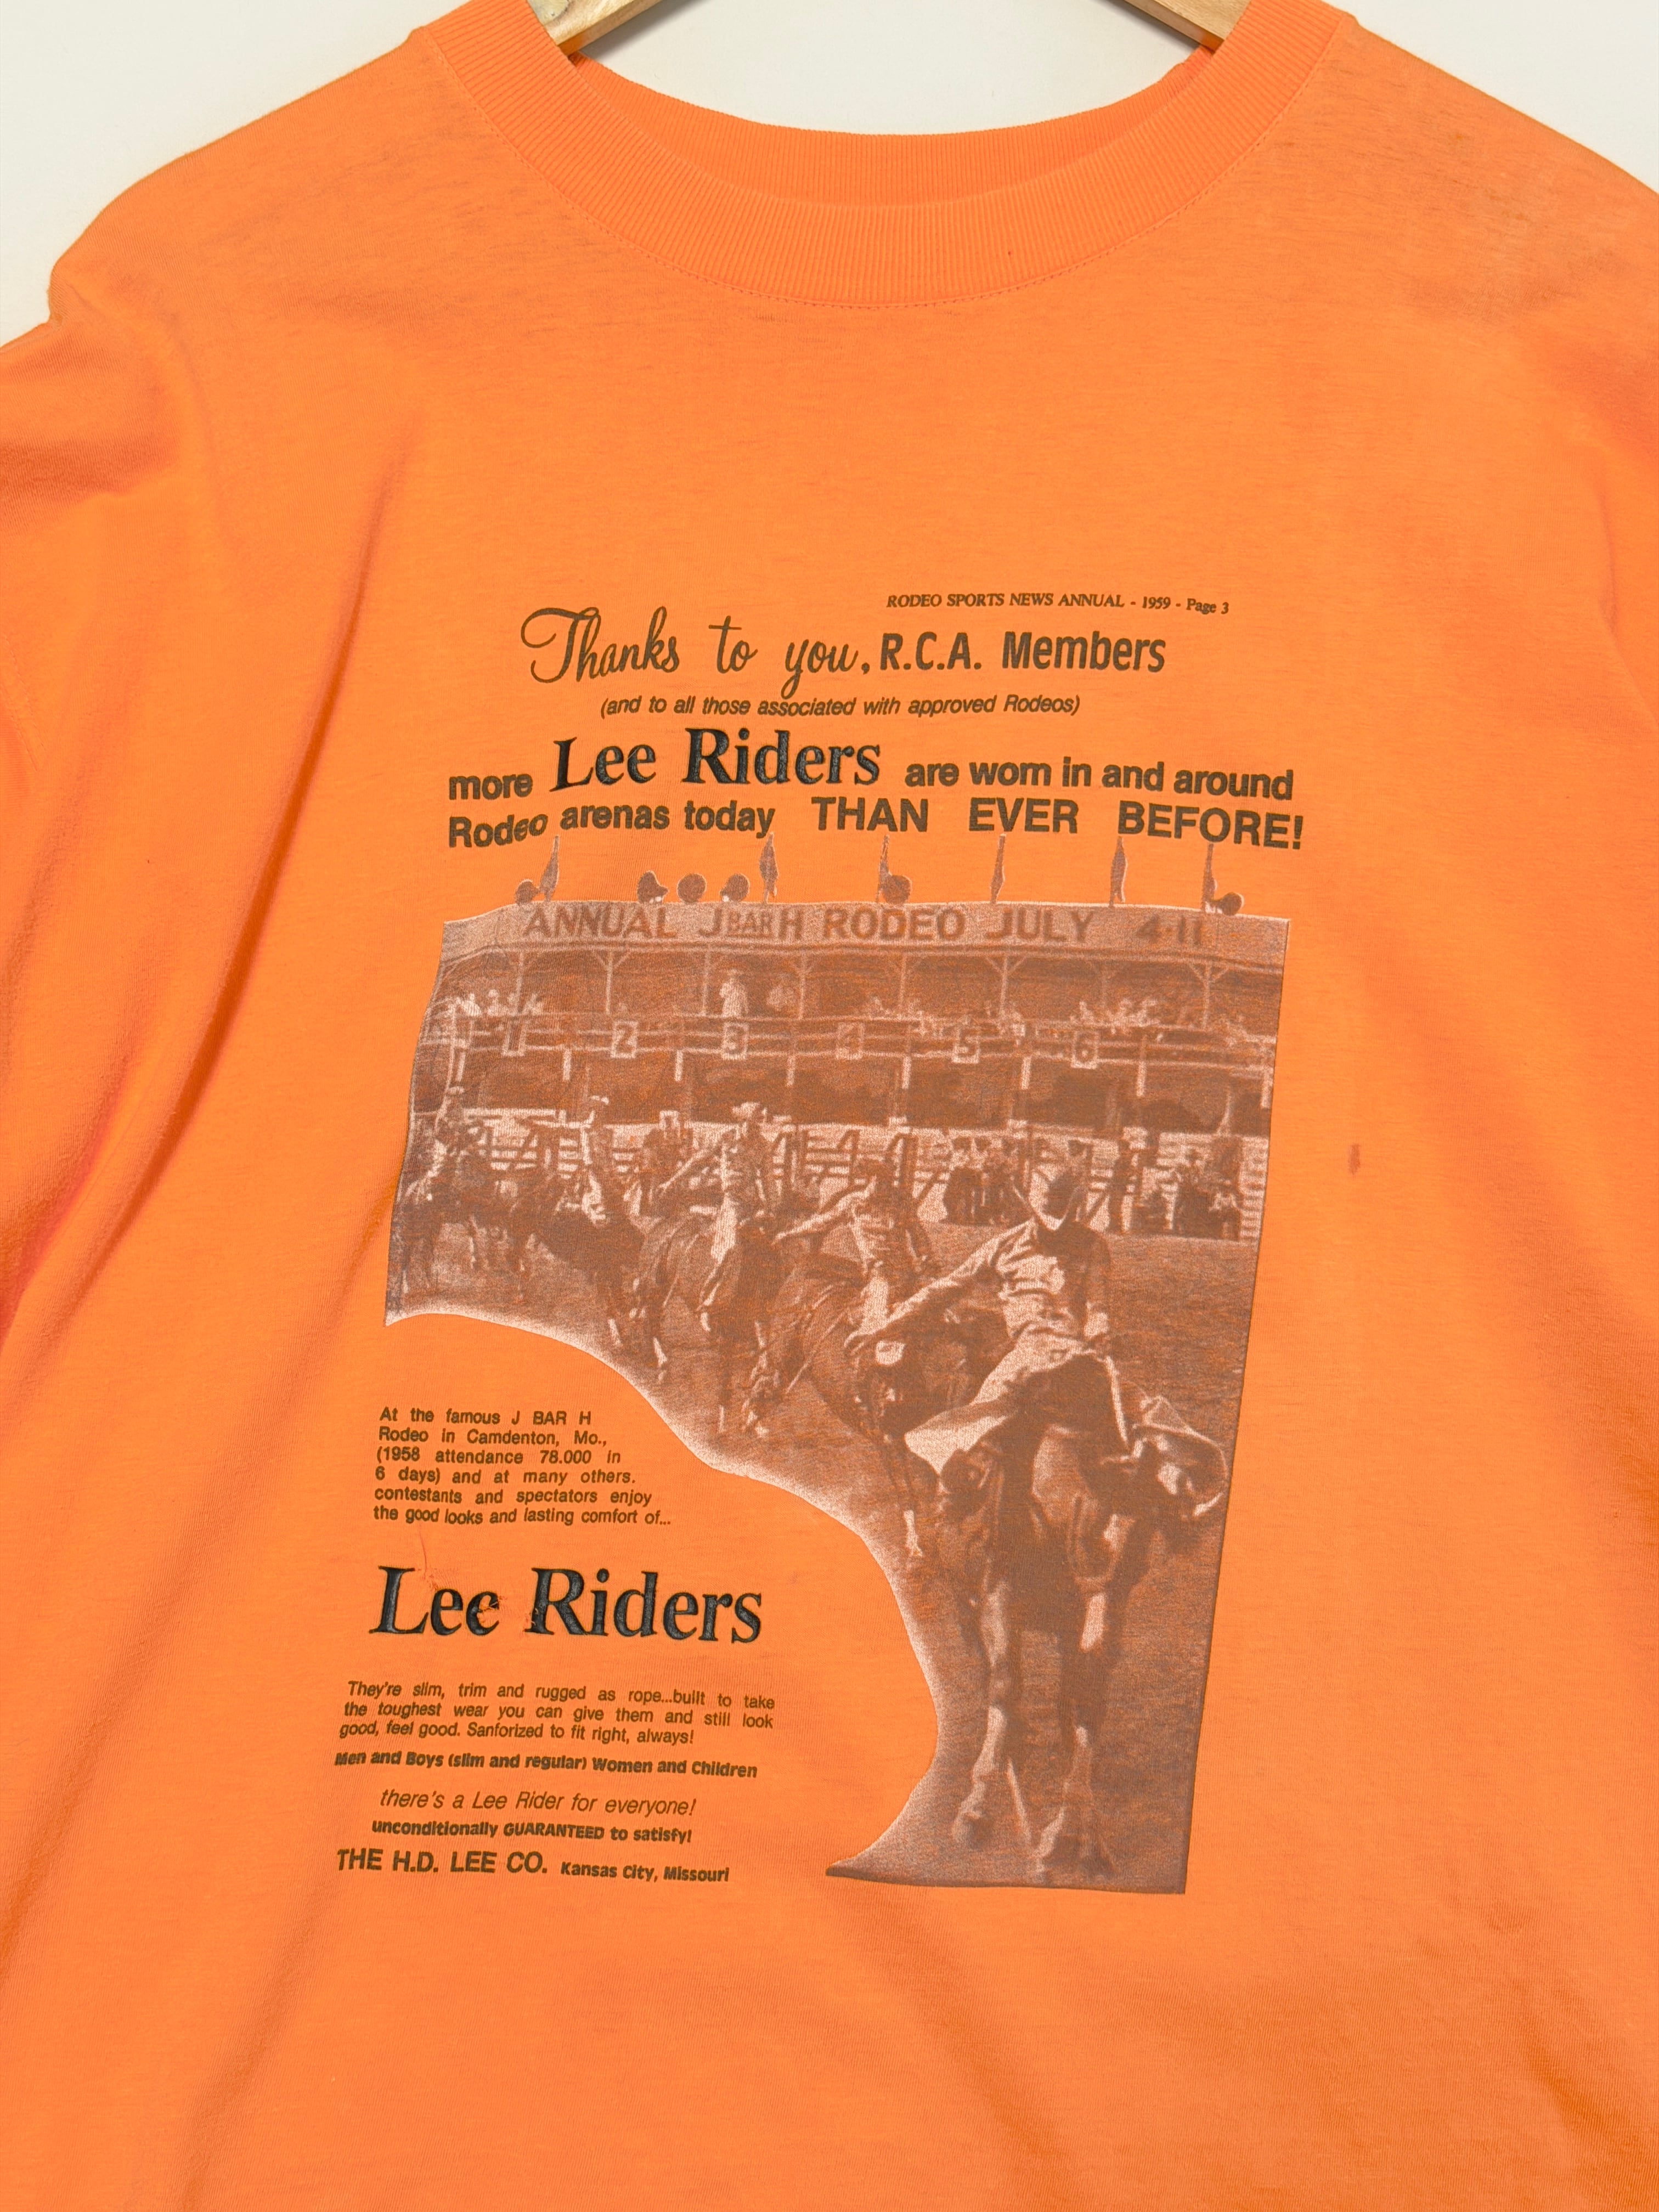 RODEO SPORTS NEWS ANNUAL - 1959 - Page 3
Thanks to you, R.C.A. Members
(and to all those associated with approved Rodeos)
more Lee Riders are worn in and around
Rodeo arenas today THAN EVER BEFORE!
ANNUAL J BAR H RODEO JULY 4-11
1 2 3 4 5 6
At the famous J BAR H
Rodeo in Camdenton, Mo.,
(1958 attendance 78.000 in
6 days) and at many others.
contestants and spectators enjoy
the good looks and lasting comfort of...
Lee Riders
They're slim, trim and rugged as rope...built to take
the toughest wear you can give them and still look
good, feel good. Sanforized to fit right, always!
Men and Boys (slim and regular) Women and Children
there's a Lee Rider for everyone!
unconditionally GUARANTEED to satisfy!
THE H.D. LEE CO. Kansas City, Missouri